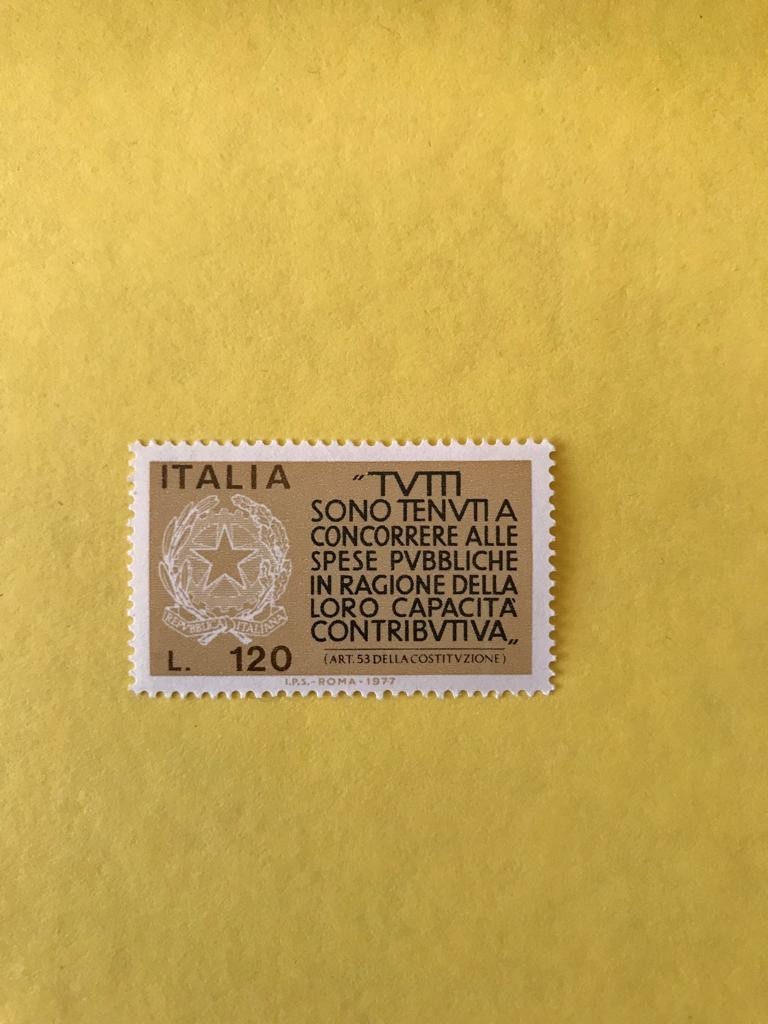 ITALIA
„TVTTI
SONO TENVTI A
CONCORRERE ALLE
SPESE PVBBLICHE
IN RAGIONE DELLA
LORO CAPACITÀ
CONTRIBVTIVA„
(ART. 53 DELLA COSTITVZIONE)
REPVBBLICA ITALIANA
L. 120
I.P.S.-ROMA-1977